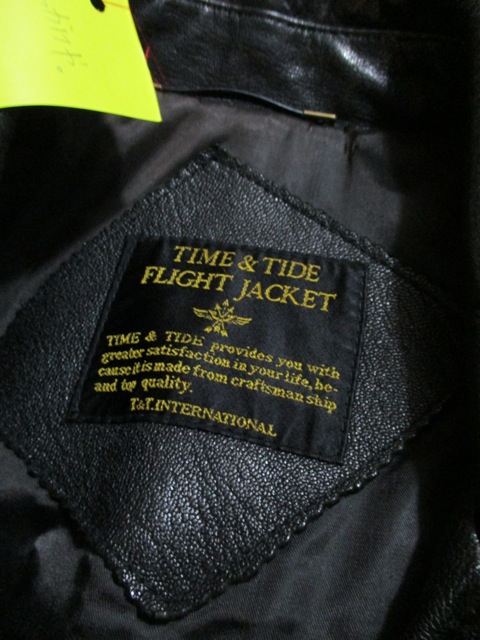 TIME & TIDE
FLIGHT JACKET
TIME & TIDE provides you with
greater satisfaction in your life, be-
cause it is made from craftsman ship
and top quality.
T&T. INTERNATIONAL